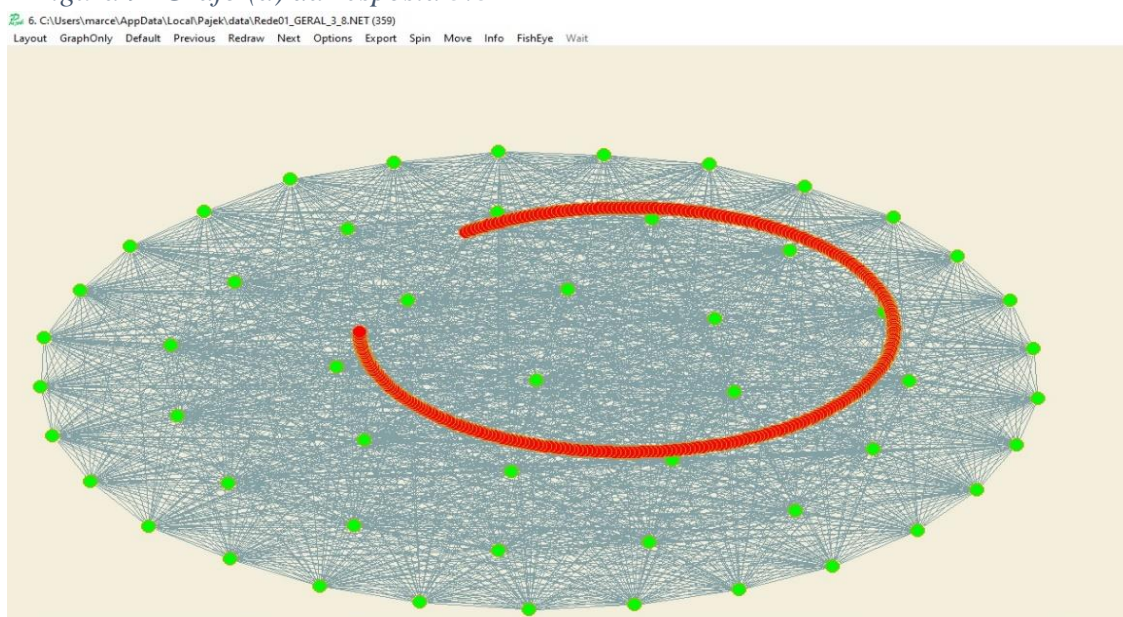 6. C:\Users\marce\AppData\Local\Pajek\data\Rede01_GERAL_3_8.NET (359)
Layout GraphOnly Default Previous Redraw Next Options Export Spin Move Info FishEye Wait